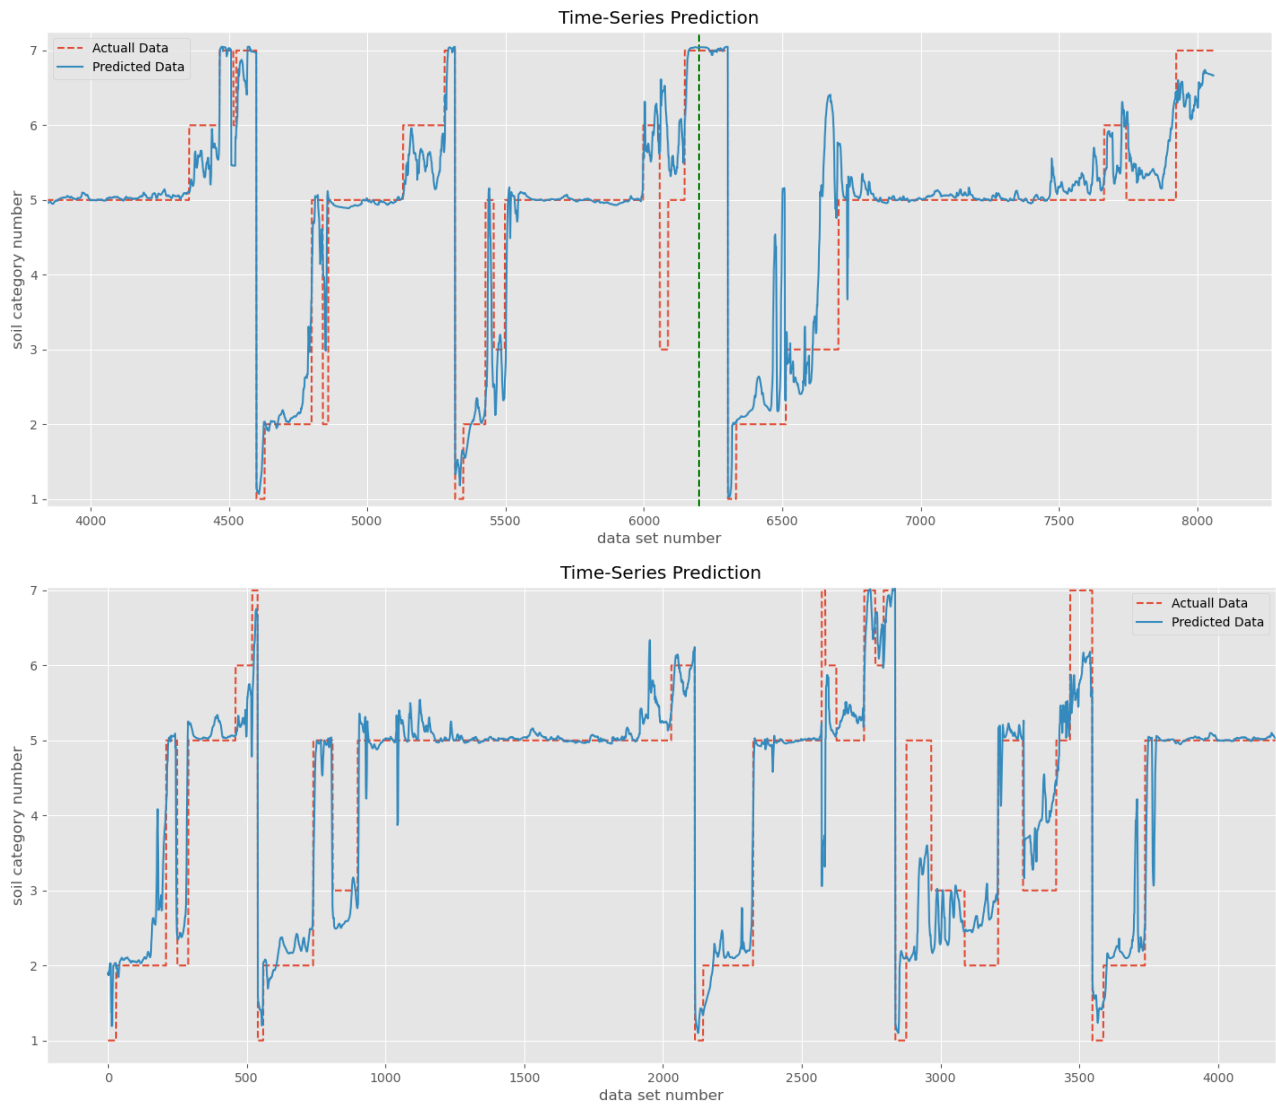 Time-Series Prediction
Actuall Data
Predicted Data
7
6
5
4
3
2
1
soil category number
4000 4500 5000 5500 6000 6500 7000 7500 8000
data set number
Time-Series Prediction
Actuall Data
Predicted Data
7
6
5
4
3
2
1
soil category number
0 500 1000 1500 2000 2500 3000 3500 4000
data set number